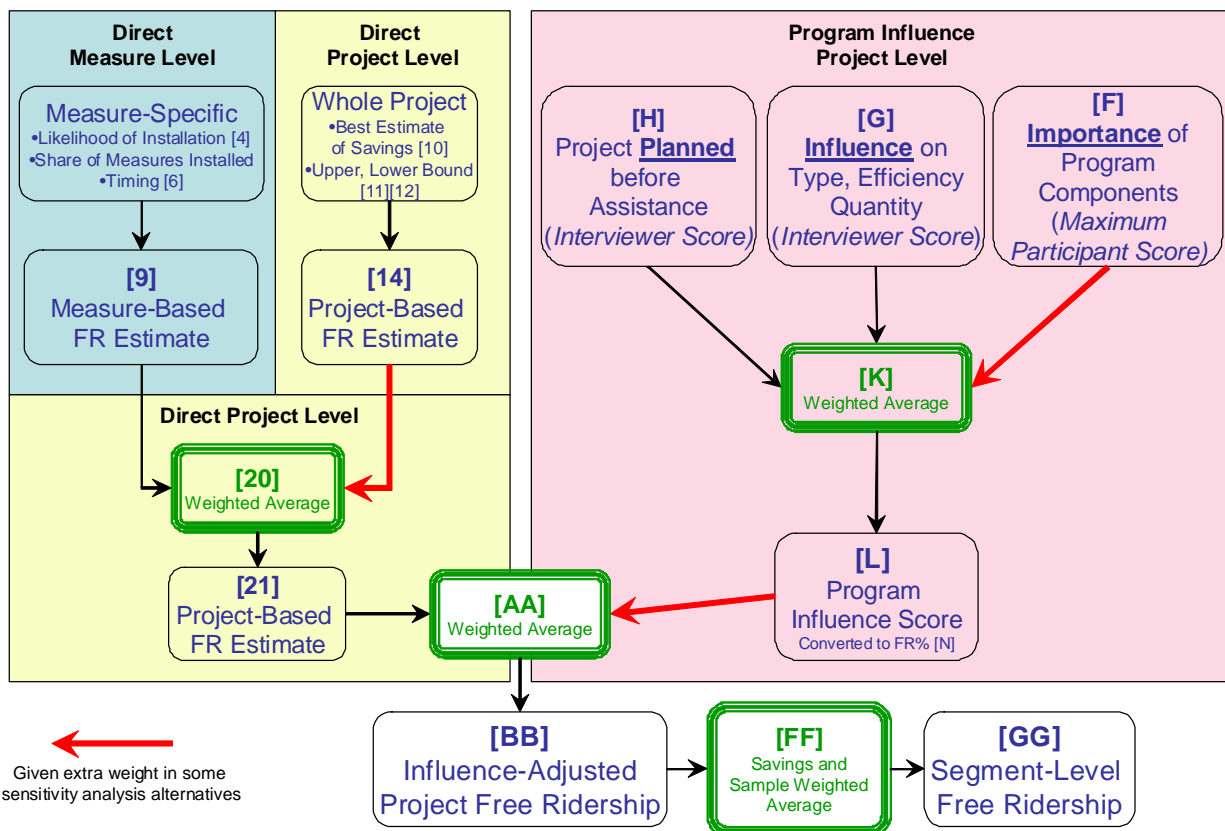 Direct
Measure Level
Measure-Specific
•Likelihood of Installation [4]
•Share of Measures Installed
•Timing [6]
[9]
Measure-Based
FR Estimate
Direct
Project Level
Whole Project
•Best Estimate
of Savings [10]
•Upper, Lower Bound
[11][12]
[14]
Project-Based
FR Estimate
Direct Project Level
[20]
Weighted Average
[21]
Project-Based
FR Estimate
Program Influence
Project Level
[H]
Project Planned
before
Assistance
(Interviewer Score)
[G]
Influence on
Type, Efficiency
Quantity
(Interviewer Score)
[F]
Importance of
Program
Components
(Maximum
Participant Score)
[K]
Weighted Average
[L]
Program
Influence Score
Converted to FR% [N]
[AA]
Weighted Average
[BB]
Influence-Adjusted
Project Free Ridership
[FF]
Savings and
Sample Weighted
Average
[GG]
Segment-Level
Free Ridership
Given extra weight in some
sensitivity analysis alternatives